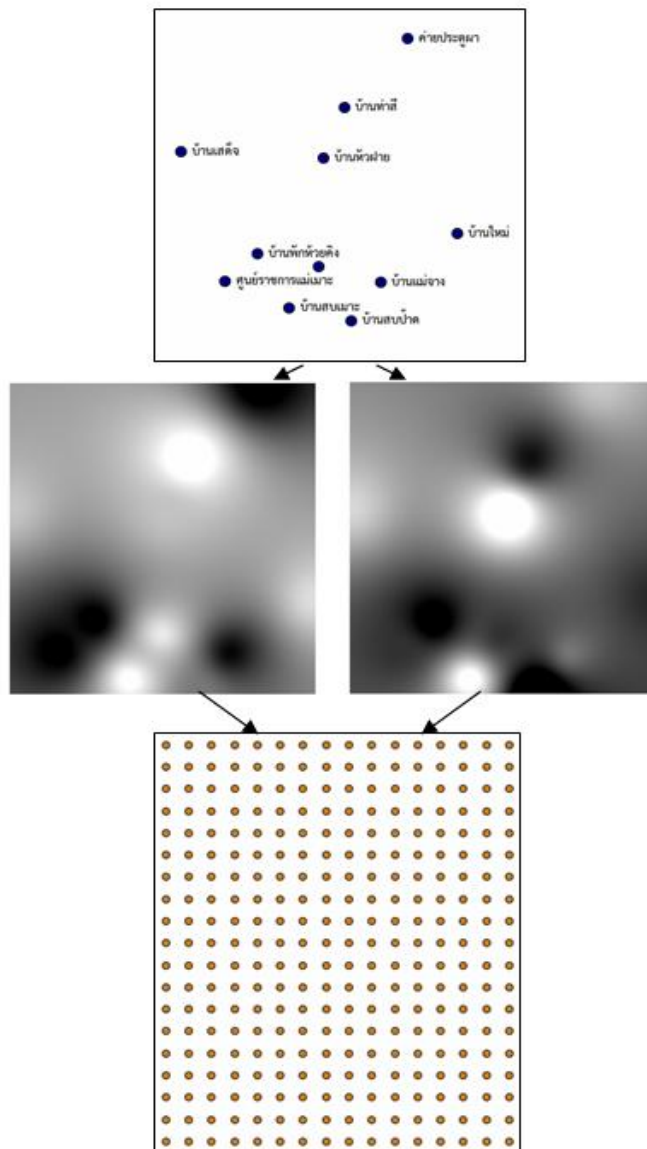 ค่ายประตูผา
บ้านท่าสี
บ้านเสด็จ
บ้านหัวฝาย
บ้านใหม่
บ้านพักห้วยคิง
ศูนย์ราชการแม่เมาะ
บ้านแม่จาง
บ้านสบเมาะ
บ้านสบป้าด